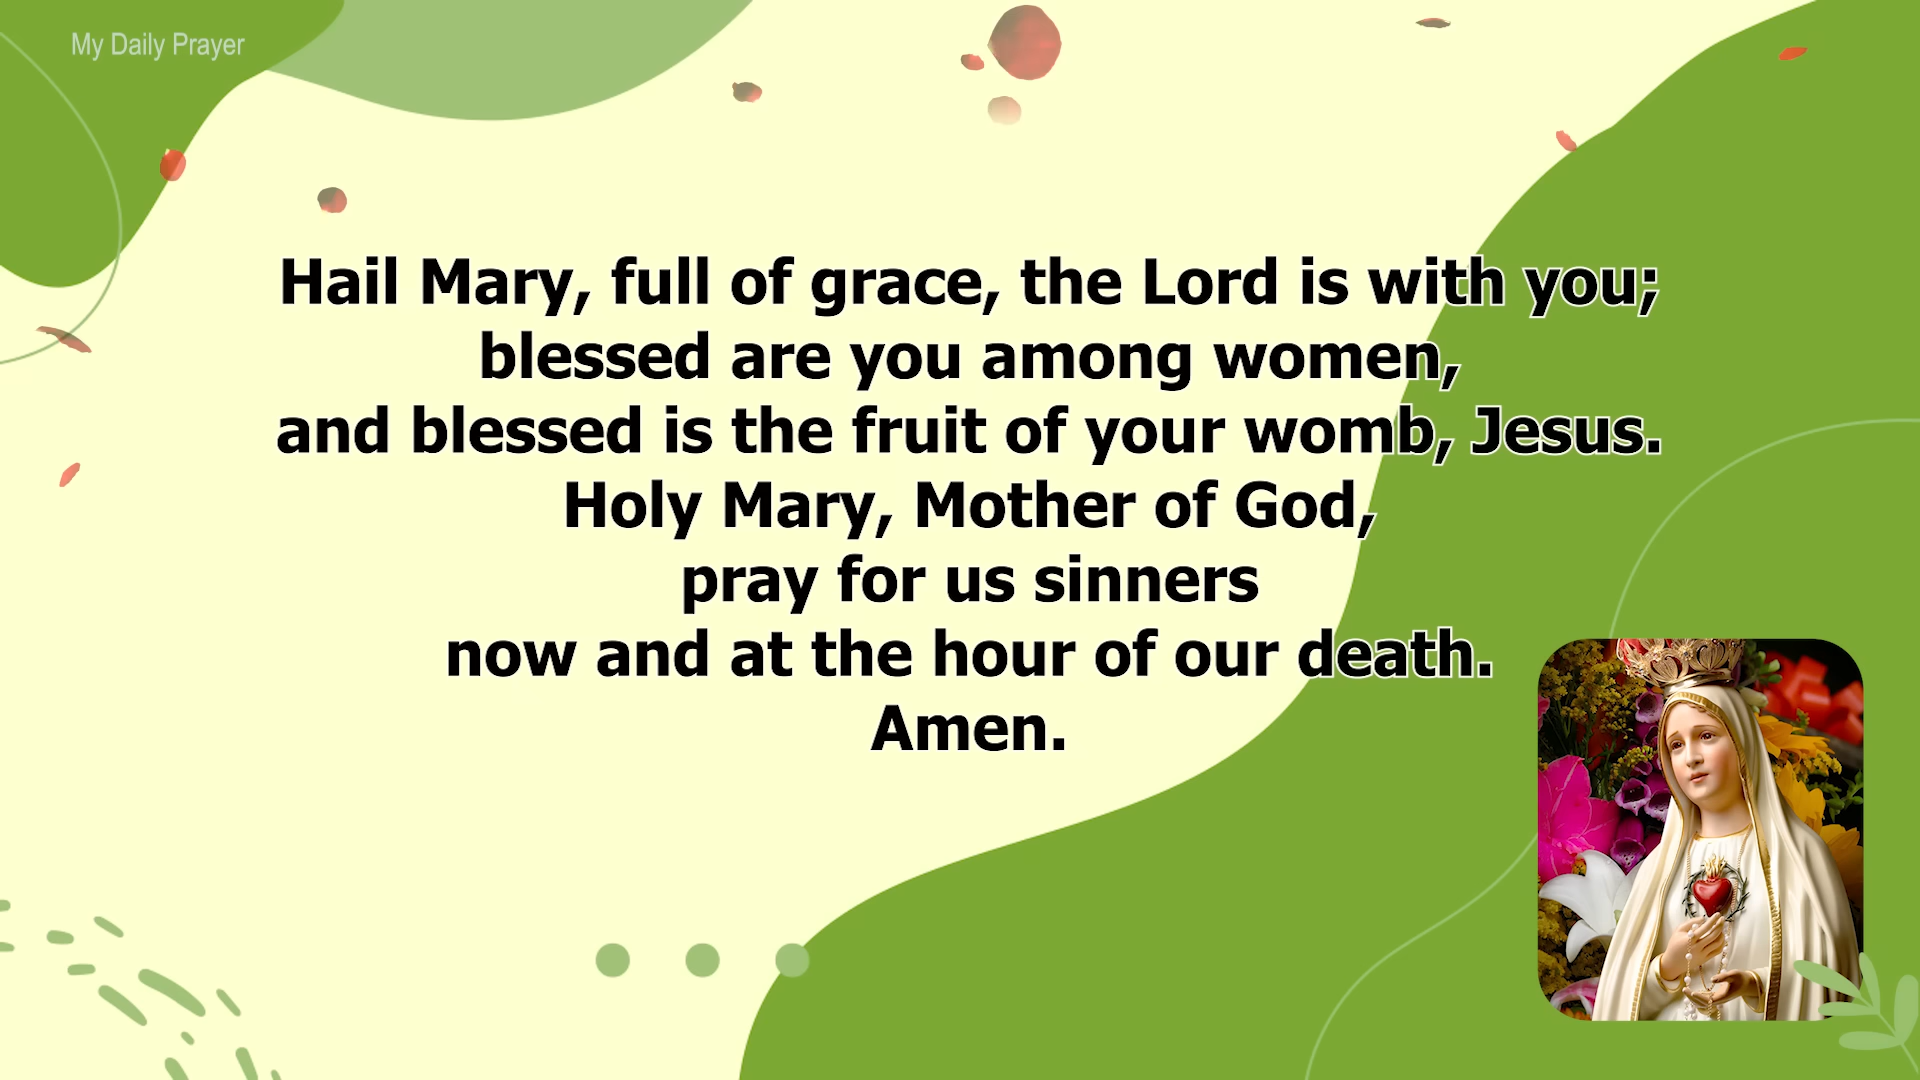 My Daily Prayer
Hail Mary, full of grace, the Lord is with you;
blessed are you among women,
and blessed is the fruit of your womb, Jesus.
Holy Mary, Mother of God,
pray for us sinners
now and at the hour of our death.
Amen.